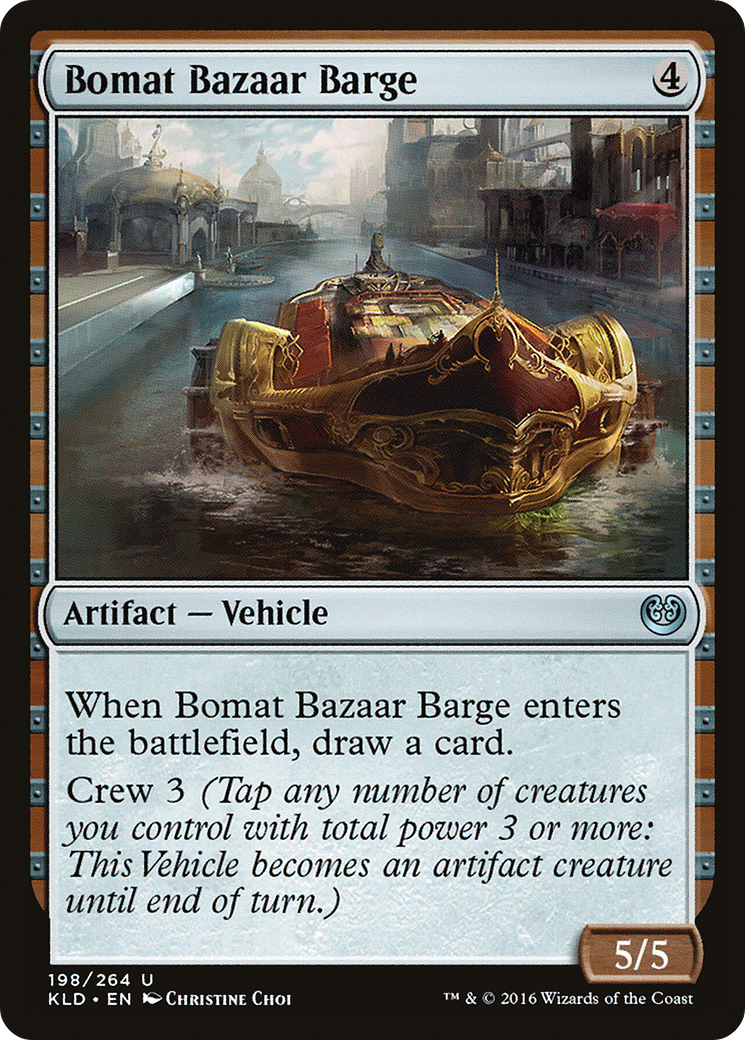 Bomat Bazaar Barge 4
Artifact — Vehicle
When Bomat Bazaar Barge enters
the battlefield, draw a card.
Crew 3 (Tap any number of creatures
you control with total power 3 or more:
This Vehicle becomes an artifact creature
until end of turn.)
5/5
198/264 U
KLD • EN Christine Choi
™ & © 2016 Wizards of the Coast